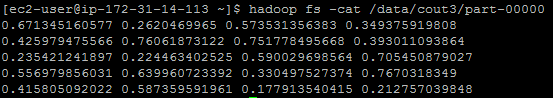 [ec2-user@ip-172-31-14-113 ~]$ hadoop fs -cat /data/cout3/part-00000
0.671345160577 0.2620469965 0.573531356383 0.349375919808
0.425979475566 0.76061873122 0.751778495668 0.393011093864
0.235421241897 0.224463402525 0.590029698564 0.705450879027
0.556979856031 0.639960723392 0.330497527374 0.7670318349
0.415805092022 0.587359591961 0.177913540415 0.212757039848